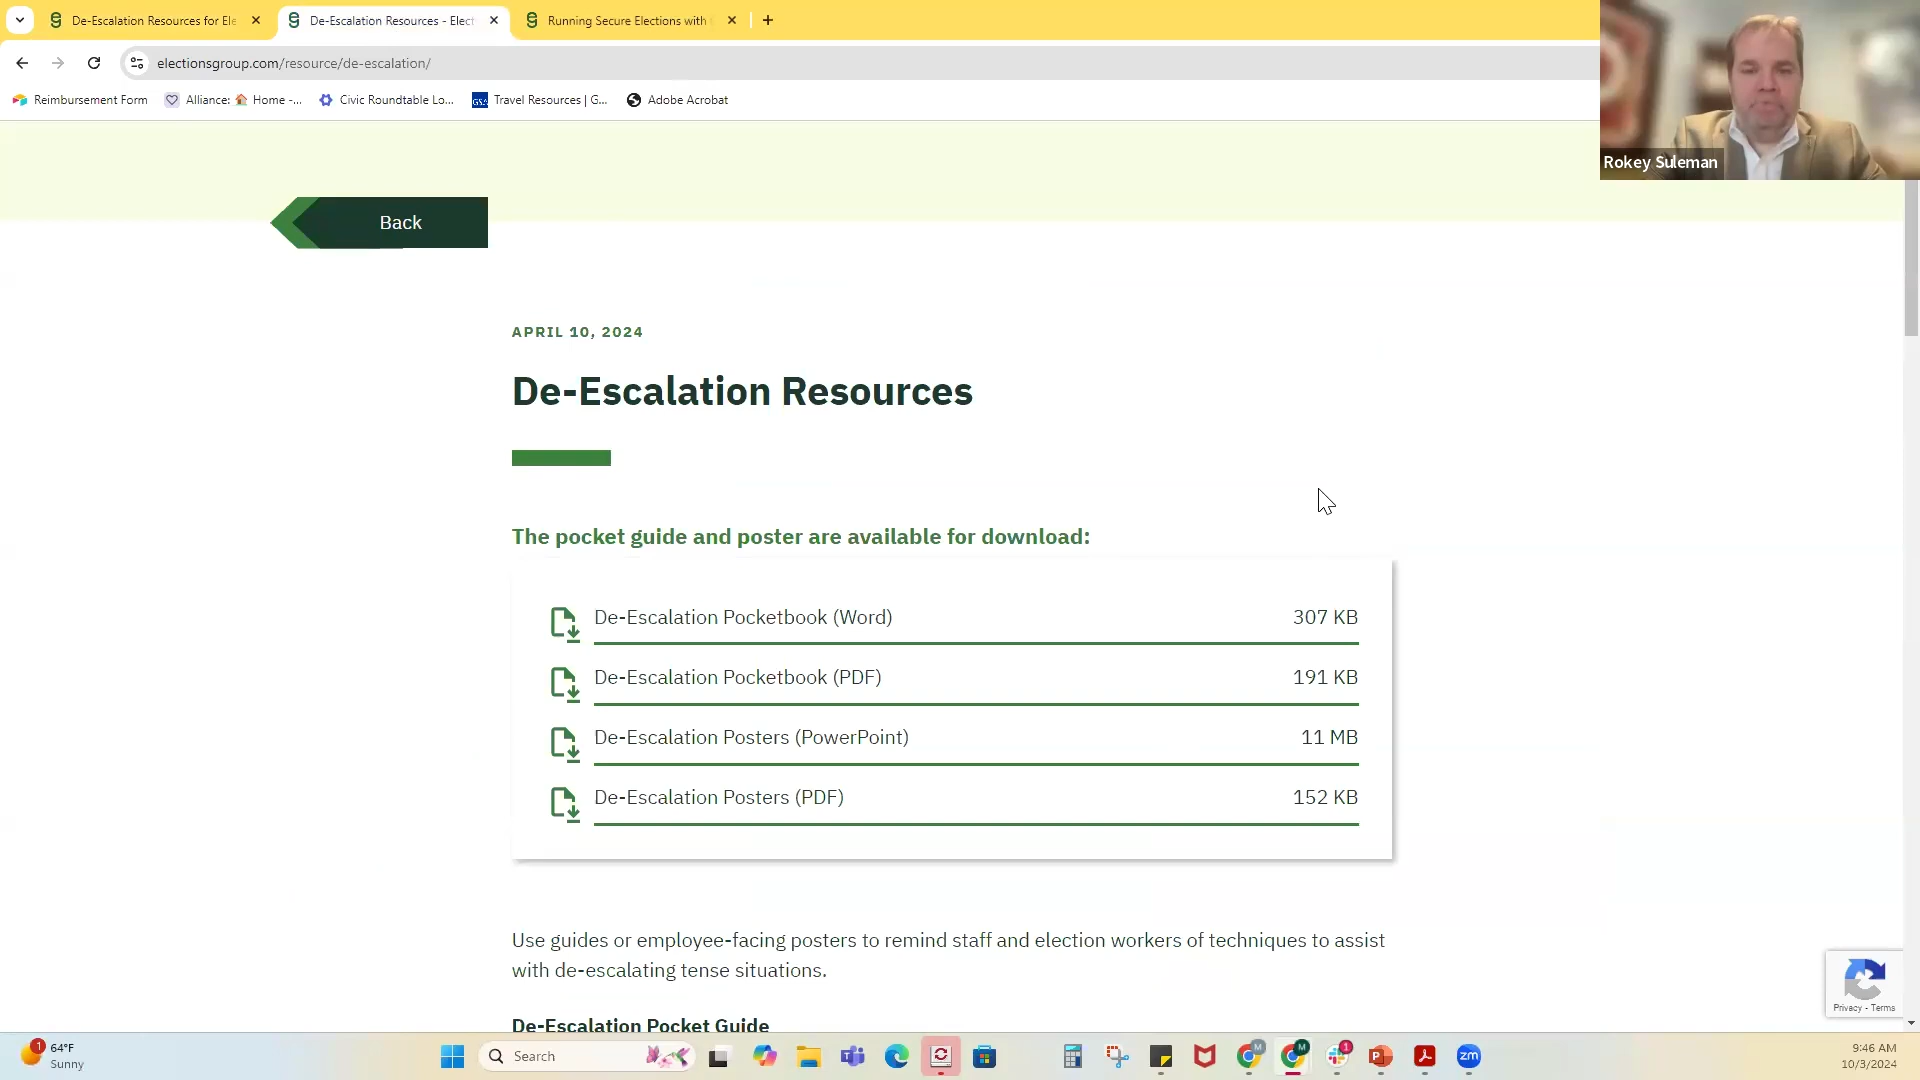 De-Escalation Resources for Ele
De-Escalation Resources - Elect
Running Secure Elections with
electionsgroup.com/resource/de-escalation/
Reimbursement Form
Alliance: Home -...
Civic Roundtable Lo...
GSA
Travel Resources | G...
Adobe Acrobat
Rokey Suleman
Back
APRIL 10, 2024
De-Escalation Resources
The pocket guide and poster are available for download:
De-Escalation Pocketbook (Word) 307 KB
De-Escalation Pocketbook (PDF) 191 KB
De-Escalation Posters (PowerPoint) 11 MB
De-Escalation Posters (PDF) 152 KB
Use guides or employee-facing posters to remind staff and election workers of techniques to assist
with de-escalating tense situations.
De-Escalation Pocket Guide
Privacy - Terms
1
64°F
Sunny
Search
M
M
1
zm
9:46 AM
10/3/2024